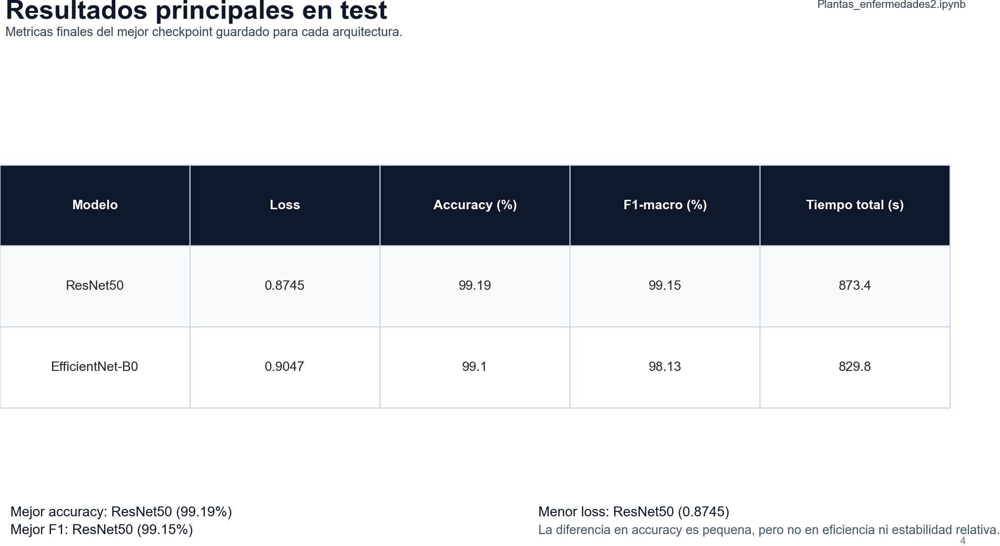 Resultados principales en test
Plantas_enfermedades2.ipynb
Metricas finales del mejor checkpoint guardado para cada arquitectura.
Modelo Loss Accuracy (%) F1-macro (%) Tiempo total (s)
ResNet50 0.8745 99.19 99.15 873.4
EfficientNet-B0 0.9047 99.1 98.13 829.8
Mejor accuracy: ResNet50 (99.19%)
Mejor F1: ResNet50 (99.15%)
Menor loss: ResNet50 (0.8745)
La diferencia en accuracy es pequena, pero no en eficiencia ni estabilidad relativa.
4